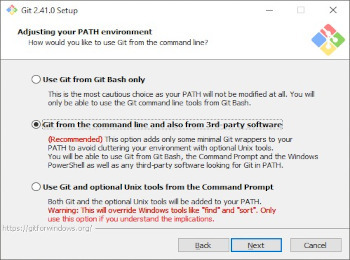 Git 2.41.0 Setup
Adjusting your PATH environment
How would you like to use Git from the command line?
Use Git from Git Bash only
This is the most cautious choice as your PATH will not be modified at all. You will
only be able to use the Git command line tools from Git Bash.
Git from the command line and also from 3rd-party software
(Recommended) This option adds only some minimal Git wrappers to your
PATH to avoid cluttering your environment with optional Unix tools.
You will be able to use Git from Git Bash, the Command Prompt and the Windows
PowerShell as well as any third-party software looking for Git in PATH.
Use Git and optional Unix tools from the Command Prompt
Both Git and the optional Unix tools will be added to your PATH.
Warning: This will override Windows tools like "find" and "sort". Only
use this option if you understand the implications.
https://gitforwindows.org/
Back
Next
Cancel